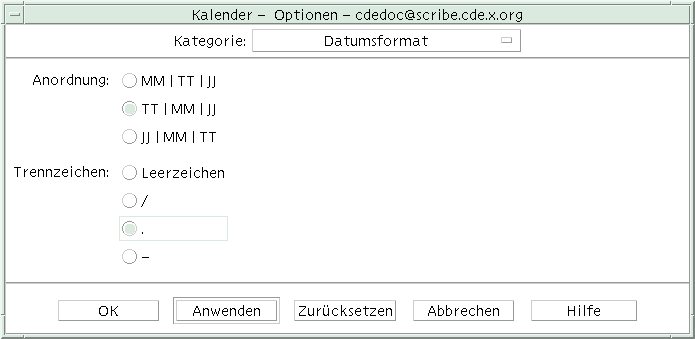 Kalender – Optionen – cdedoc@scribe.cde.x.org
Kategorie: Datumsformat
Anordnung: MM | TT | JJ
TT | MM | JJ
JJ | MM | TT
Trennzeichen: Leerzeichen
/
.
–
OK Anwenden Zurücksetzen Abbrechen Hilfe